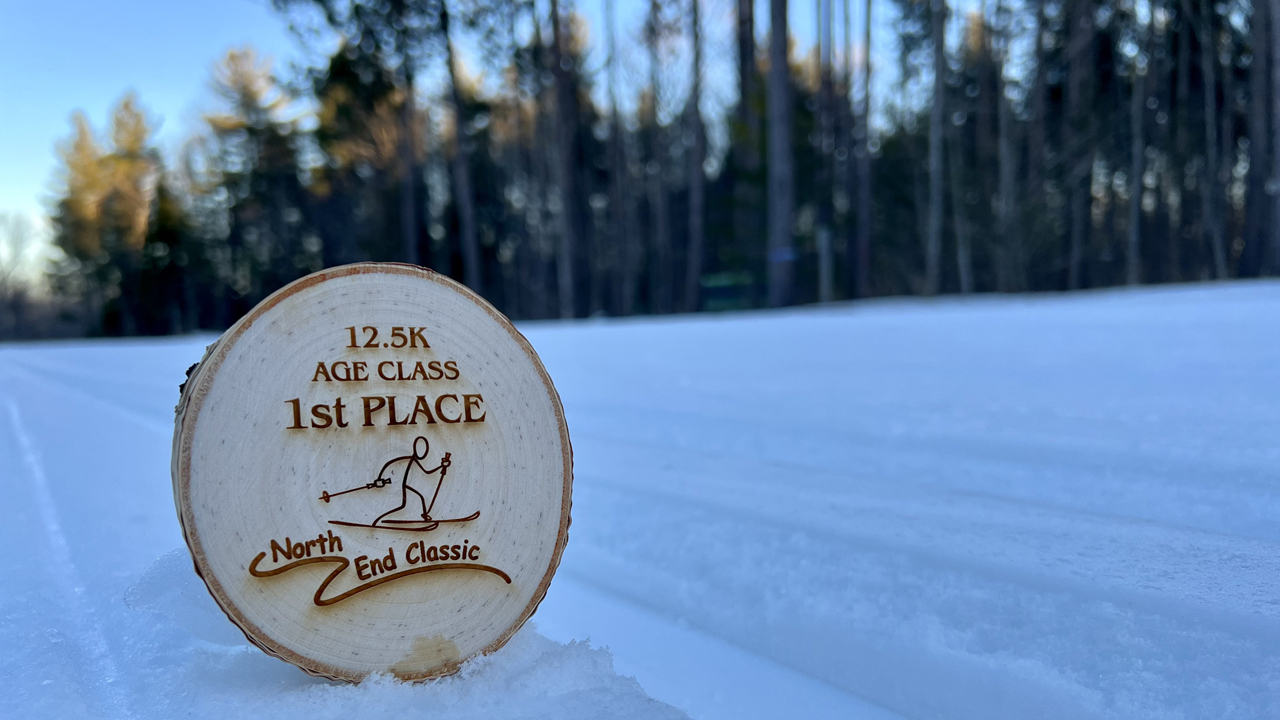 12.5K
AGE CLASS
1st PLACE
North
End Classic